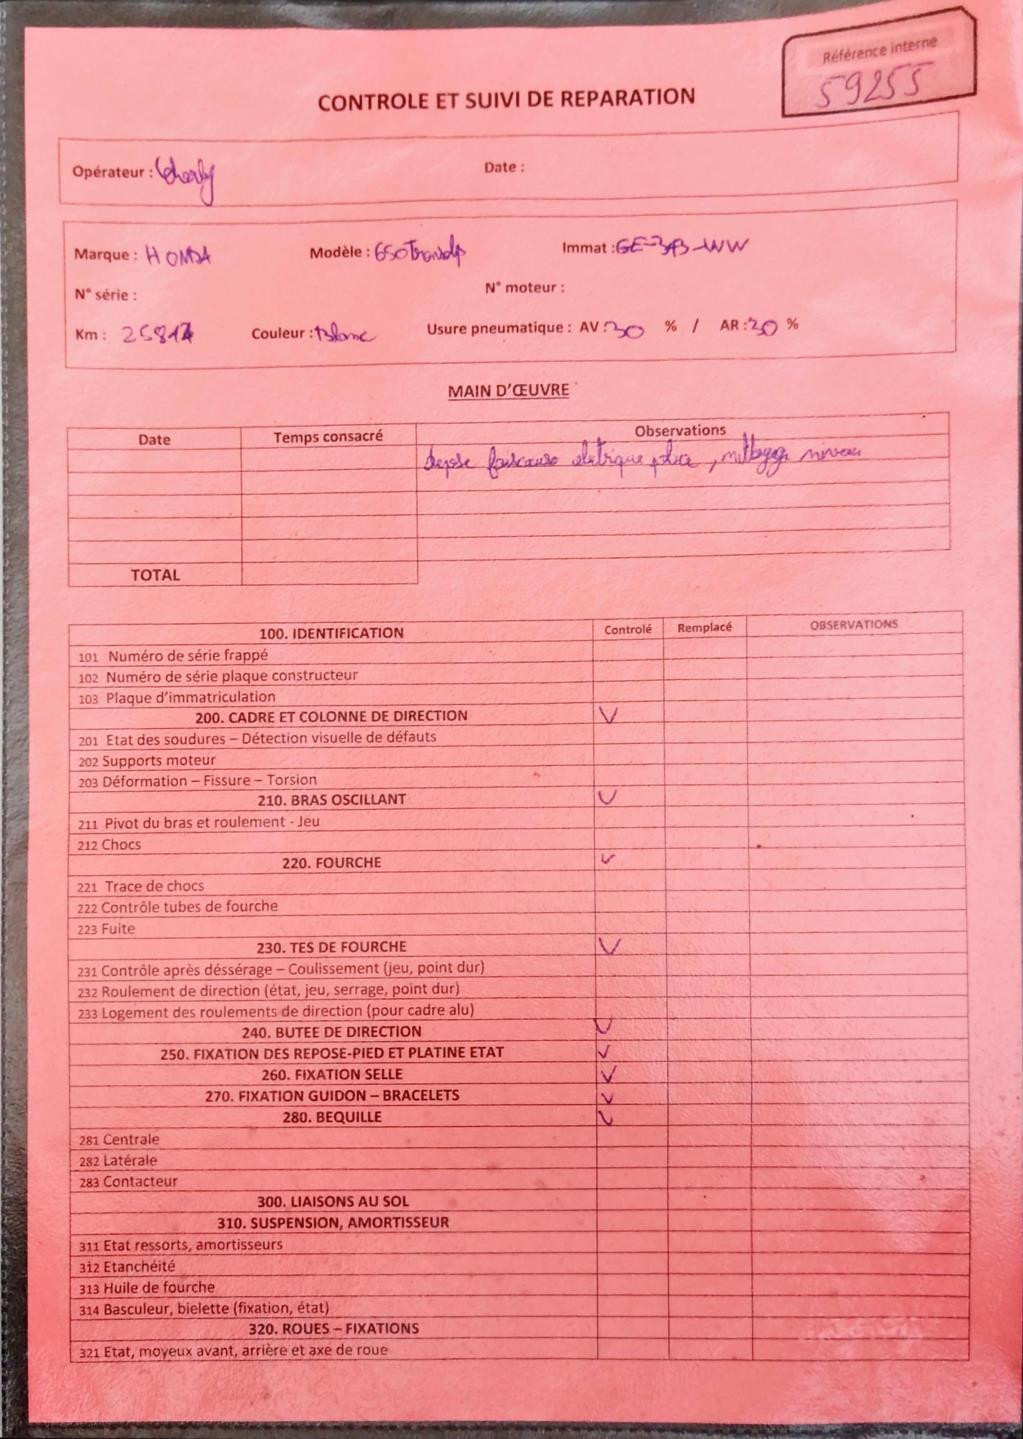 Référence interne
59255
CONTROLE ET SUIVI DE REPARATION
Opérateur : Charly Date :
Marque : HONDA Modèle : 650 Transalp Immat : GE-343-WW
N° série : N° moteur :
Km : 25817 Couleur : Blanc Usure pneumatique : AV : 30 % / AR : 30 %
MAIN D'ŒUVRE
Date Temps consacré Observations
depose faisceau eletrique police, nettoyage niveau
TOTAL
100. IDENTIFICATION Controlé Remplacé OBSERVATIONS
101 Numéro de série frappé
102 Numéro de série plaque constructeur
103 Plaque d'immatriculation
200. CADRE ET COLONNE DE DIRECTION
201 Etat des soudures – Détection visuelle de défauts
202 Supports moteur
203 Déformation – Fissure – Torsion
210. BRAS OSCILLANT
211 Pivot du bras et roulement - Jeu
212 Chocs
220. FOURCHE
221 Trace de chocs
222 Contrôle tubes de fourche
223 Fuite
230. TES DE FOURCHE
231 Contrôle après déssérage – Coulissement (jeu, point dur)
232 Roulement de direction (état, jeu, serrage, point dur)
233 Logement des roulements de direction (pour cadre alu)
240. BUTEE DE DIRECTION
250. FIXATION DES REPOSE-PIED ET PLATINE ETAT
260. FIXATION SELLE
270. FIXATION GUIDON – BRACELETS
280. BEQUILLE
281 Centrale
282 Latérale
283 Contacteur
300. LIAISONS AU SOL
310. SUSPENSION, AMORTISSEUR
311 Etat ressorts, amortisseurs
312 Etanchéité
313 Huile de fourche
314 Basculeur, bielette (fixation, état)
320. ROUES – FIXATIONS
321 Etat, moyeux avant, arrière et axe de roue